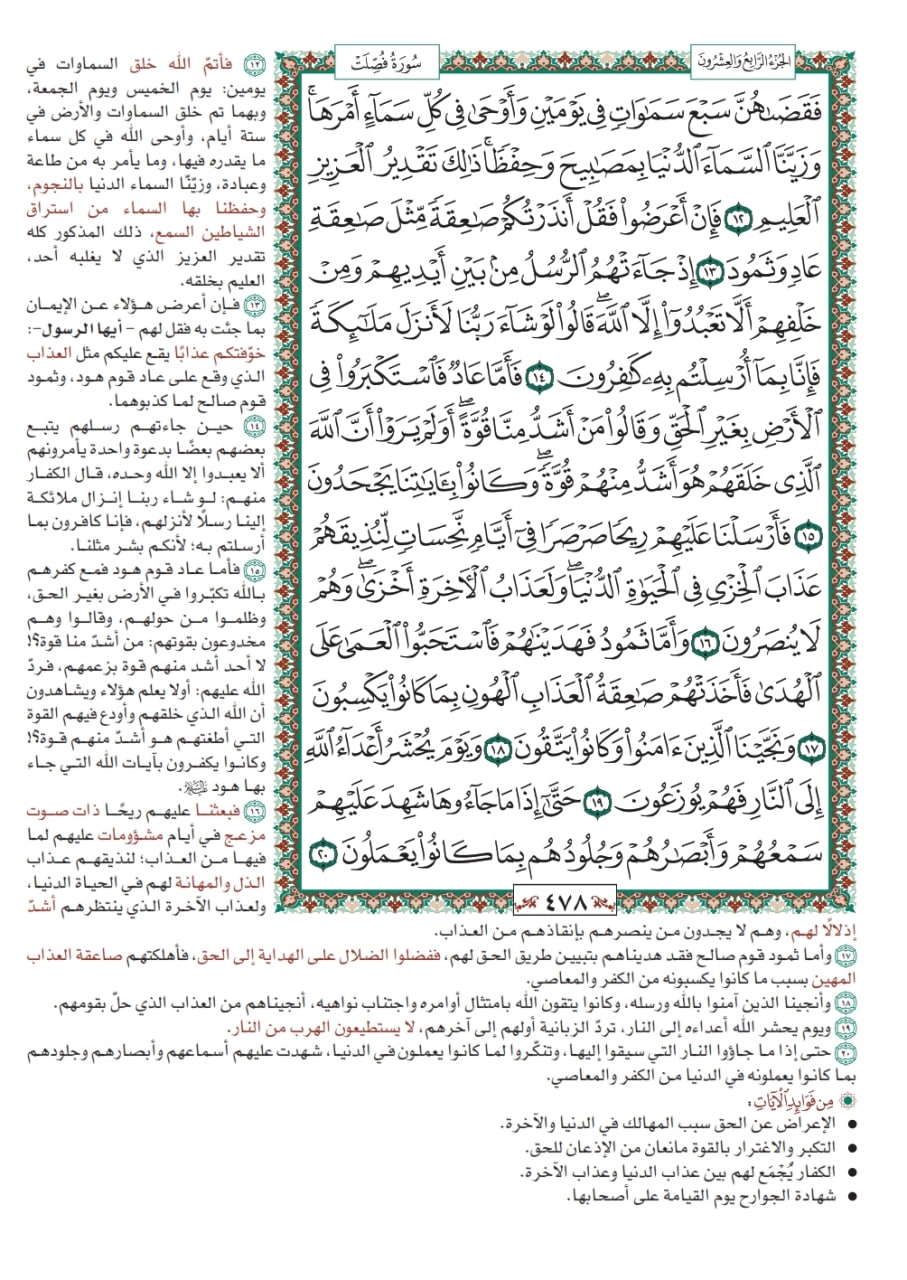 الجزء الرابع والعشرون
سورة فصلت
فَقَضَىٰهُنَّ سَبْعَ سَمَٰوَاتٖ فِي يَوْمَيْنِ وَأَوْحَىٰ فِي كُلِّ سَمَآءٍ أَمْرَهَاۚ
وَزَيَّنَّا ٱلسَّمَآءَ ٱلدُّنْيَا بِمَصَٰبِيحَ وَحِفْظٗاۚ ذَٰلِكَ تَقْدِيرُ ٱلْعَزِيزِ
ٱلْعَلِيمِ ١٢ فَإِنْ أَعْرَضُواْ فَقُلْ أَنذَرْتُكُمْ صَٰعِقَةٗ مِّثْلَ صَٰعِقَةِ
عَادٖ وَثَمُودَ ١٣ إِذْ جَآءَتْهُمُ ٱلرُّسُلُ مِنۢ بَيْنِ أَيْدِيهِمْ وَمِنْ
خَلْفِهِمْ أَلَّا تَعْبُدُوٓاْ إِلَّا ٱللَّهَۖ قَالُواْ لَوْ شَآءَ رَبُّنَا لَأَنزَلَ مَلَٰٓئِكَةٗ
فَإِنَّا بِمَآ أُرْسِلْتُم بِهِۦ كَٰفِرُونَ ١٤ فَأَمَّا عَادٞ فَٱسْتَكْبَرُواْ فِي
ٱلْأَرْضِ بِغَيْرِ ٱلْحَقِّ وَقَالُواْ مَنْ أَشَدُّ مِنَّا قُوَّةًۖ أَوَلَمْ يَرَوْاْ أَنَّ ٱللَّهَ
ٱلَّذِي خَلَقَهُمْ هُوَ أَشَدُّ مِنْهُمْ قُوَّةٗۖ وَكَانُواْ بِـَٔايَٰتِنَا يَجْحَدُونَ
١٥ فَأَرْسَلْنَا عَلَيْهِمْ رِيحٗا صَرْصَرٗا فِيٓ أَيَّامٖ نَّحِسَاتٖ لِّنُذِيقَهُمْ
عَذَابَ ٱلْخِزْيِ فِي ٱلْحَيَوٰةِ ٱلدُّنْيَاۖ وَلَعَذَابُ ٱلْأٓخِرَةِ أَخْزَىٰۖ وَهُمْ
لَا يُنصَرُونَ ١٦ وَأَمَّا ثَمُودُ فَهَدَيْنَٰهُمْ فَٱسْتَحَبُّواْ ٱلْعَمَىٰ عَلَى
ٱلْهُدَىٰ فَأَخَذَتْهُمْ صَٰعِقَةُ ٱلْعَذَابِ ٱلْهُونِ بِمَا كَانُواْ يَكْسِبُونَ
١٧ وَنَجَّيْنَا ٱلَّذِينَ ءَامَنُواْ وَكَانُواْ يَتَّقُونَ ١٨ وَيَوْمَ يُحْشَرُ أَعْدَآءُ ٱللَّهِ
إِلَى ٱلنَّارِ فَهُمْ يُوزَعُونَ ١٩ حَتَّىٰٓ إِذَا مَا جَآءُوهَا شَهِدَ عَلَيْهِمْ
سَمْعُهُمْ وَأَبْصَٰرُهُمْ وَجُلُودُهُم بِمَا كَانُواْ يَعْمَلُونَ ٢٠
٤٧٨
١٢ فأتمّ الله خلق السماوات في
يومين: يوم الخميس ويوم الجمعة،
وبهما تم خلق السماوات والأرض في
ستة أيام، وأوحى الله في كل سماء
ما يقدره فيها، وما يأمر به من طاعة
وعبادة، وزيّنّا السماء الدنيا بالنجوم،
وحفظنا بها السماء من استراق
الشياطين السمع، ذلك المذكور كله
تقدير العزيز الذي لا يغلبه أحد،
العليم بخلقه.
١٣ فإن أعرض هؤلاء عن الإيمان
بما جئت به فقل لهم - أيها الرسول-:
خوّفتكم عذابًا يقع عليكم مثل العذاب
الذي وقع على عاد قوم هود، وثمود
قوم صالح لما كذبوهما.
١٤ حين جاءتهم رسلهم يتبع
بعضهم بعضًا بدعوة واحدة يأمرونهم
ألا يعبدوا إلا الله وحده، قال الكفار
منهم: لو شاء ربنا إنزال ملائكة
إلينا رسلًا لأنزلهم، فإنا كافرون بما
أرسلتم به؛ لأنكم بشر مثلنا.
١٥ فأما عاد قوم هود فمع كفرهم
بالله تكبّروا في الأرض بغير الحق،
وظلموا من حولهم، وقالوا وهم
مخدوعون بقوتهم: من أشدّ منا قوة؟!
لا أحد أشد منهم قوة بزعمهم، فردّ
الله عليهم: أولا يعلم هؤلاء ويشاهدون
أن الله الذي خلقهم وأودع فيهم القوة
التي أطغتهم هو أشدّ منهم قوة؟!
وكانوا يكفرون بآيات الله التي جاء
بها هود عليه السلام.
١٦ فبعثنا عليهم ريحًا ذات صوت
مزعج في أيام مشؤومات عليهم لما
فيها من العذاب؛ لنذيقهم عذاب
الذل والمهانة لهم في الحياة الدنيا،
ولعذاب الآخرة الذي ينتظرهم أشدّ
إذلالًا لهم، وهم لا يجدون من ينصرهم بإنقاذهم من العذاب.
١٧ وأما ثمود قوم صالح فقد هديناهم بتبيين طريق الحق لهم، ففضلوا الضلال على الهداية إلى الحق، فأهلكتهم صاعقة العذاب
المهين بسبب ما كانوا يكسبونه من الكفر والمعاصي.
١٨ وأنجينا الذين آمنوا بالله ورسله، وكانوا يتقون الله بامتثال أوامره واجتناب نواهيه، أنجيناهم من العذاب الذي حلّ بقومهم.
١٩ ويوم يحشر الله أعداءه إلى النار، تردّ الزبانية أولهم إلى آخرهم، لا يستطيعون الهرب من النار.
٢٠ حتى إذا ما جاؤوا النار التي سيقوا إليها، وتنكّروا لما كانوا يعملون في الدنيا، شهدت عليهم أسماعهم وأبصارهم وجلودهم
بما كانوا يعملونه في الدنيا من الكفر والمعاصي.
من فوائد الآيات:
• الإعراض عن الحق سبب المهالك في الدنيا والآخرة.
• التكبر والاغترار بالقوة مانعان من الإذعان للحق.
• الكفار يُجْمَع لهم بين عذاب الدنيا وعذاب الآخرة.
• شهادة الجوارح يوم القيامة على أصحابها.